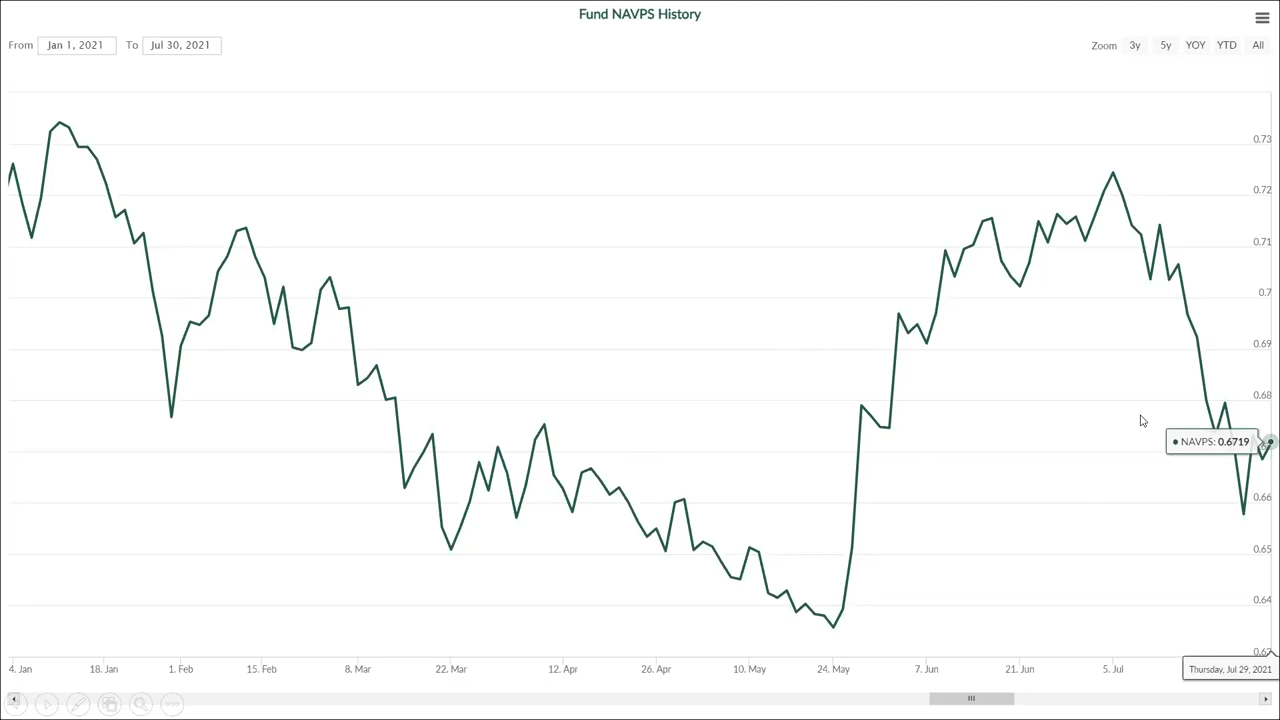 Fund NAVPS History
From Jan 1, 2021 To Jul 30, 2021
Zoom 3y 5y YOY YTD All
0.73
0.72
0.71
0.7
0.69
0.68
NAVPS: 0.6719
0.66
0.65
0.64
4. Jan 18. Jan 1. Feb 15. Feb 8. Mar 22. Mar 12. Apr 26. Apr 10. May 24. May 7. Jun 21. Jun 5. Jul
Thursday, Jul 29, 2021